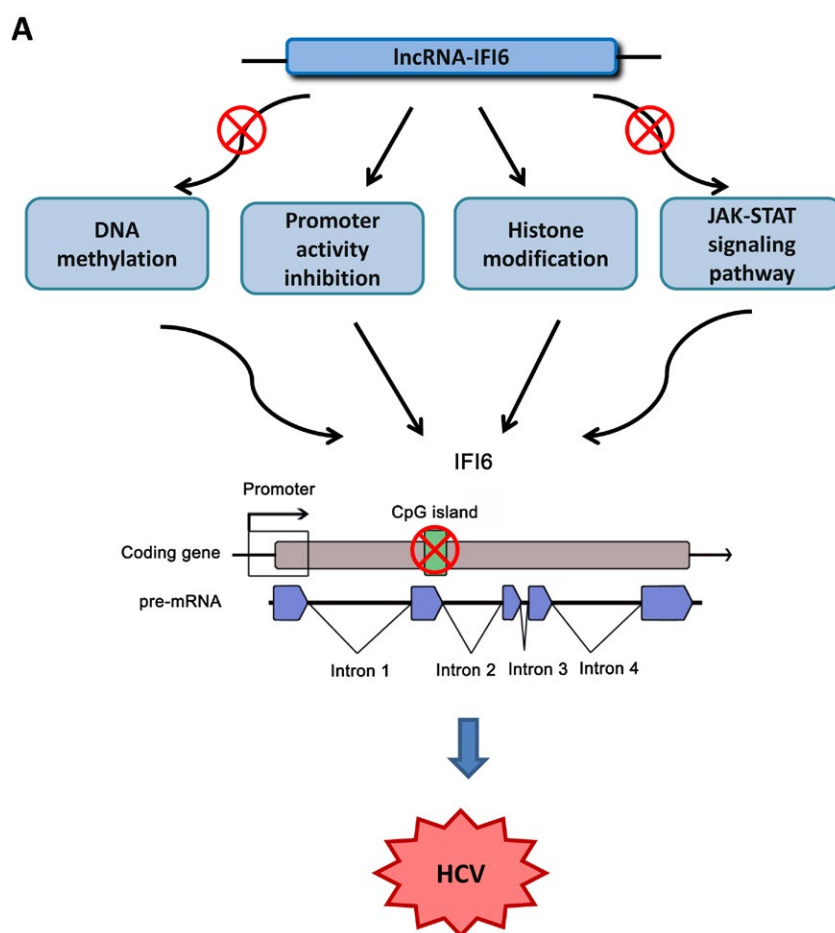 A
lncRNA-IFI6
DNA
methylation
Promoter
activity
inhibition
Histone
modification
JAK-STAT
signaling
pathway
IFI6
Promoter
CpG island
Coding gene
pre-mRNA
Intron 1
Intron 2
Intron 3
Intron 4
HCV